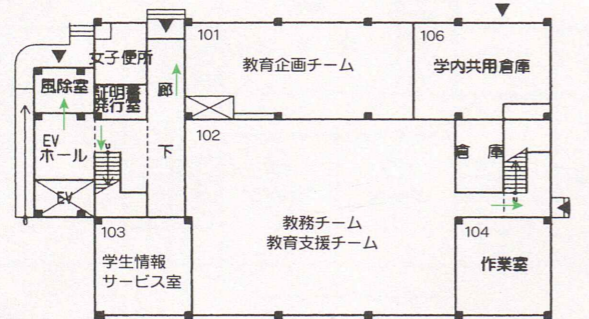 101
教育企画チーム
106
学内共用倉庫
女子便所
廊
下
風除室
証明書
発行室
102
EV
ホール
倉 庫
EV
教務チーム
教育支援チーム
103
学生情報
サービス室
104
作業室